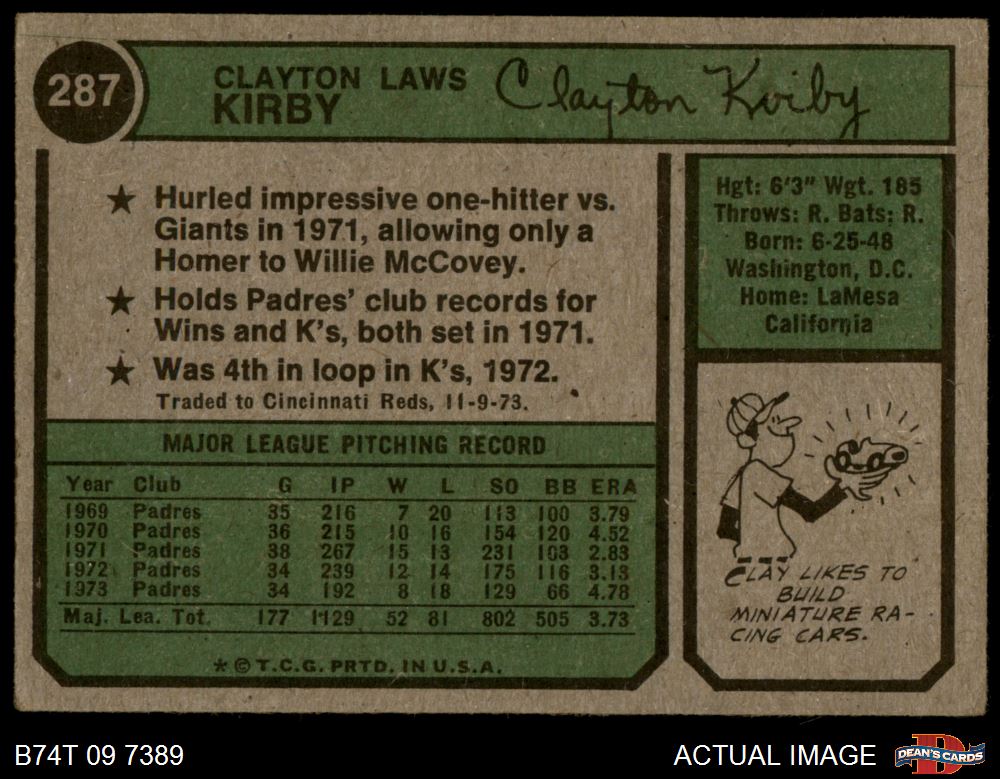 287
CLAYTON LAWS
KIRBY
Clayton Kirby
★ Hurled impressive one-hitter vs.
Giants in 1971, allowing only a
Homer to Willie McCovey.
★ Holds Padres' club records for
Wins and K's, both set in 1971.
★ Was 4th in loop in K's, 1972.
Traded to Cincinnati Reds, 11-9-73.
Hgt: 6'3" Wgt. 185
Throws: R. Bats: R.
Born: 6-25-48
Washington, D.C.
Home: LaMesa
California
MAJOR LEAGUE PITCHING RECORD
Year Club G IP W L SO BB ERA
1969 Padres 35 216 7 20 113 100 3.79
1970 Padres 36 215 10 16 154 120 4.52
1971 Padres 38 267 15 13 231 103 2.83
1972 Padres 34 239 12 14 175 116 3.13
1973 Padres 34 192 8 18 129 66 4.78
Maj. Lea. Tot. 177 1129 52 81 802 505 3.73
* © T.C.G. PRTD. IN U.S.A.
CLAY LIKES TO
BUILD
MINIATURE RA-
CING CARS.
B74T 09 7389
ACTUAL IMAGE
DEAN'S CARDS